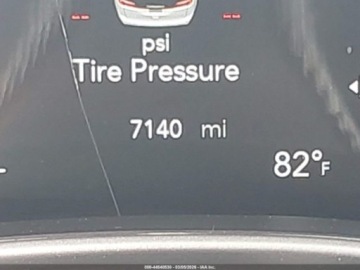 psi
Tire Pressure
7140 mi
82°F